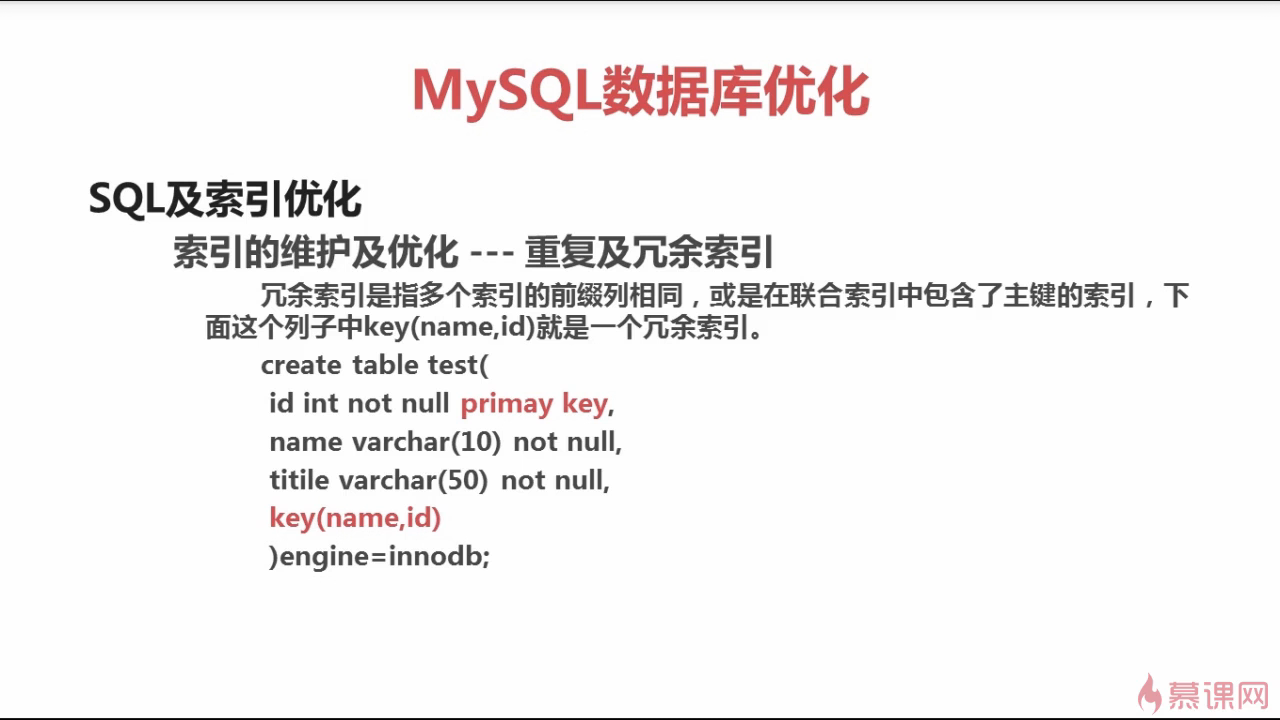 MySQL数据库优化
SQL及索引优化
索引的维护及优化 --- 重复及冗余索引
冗余索引是指多个索引的前缀列相同，或是在联合索引中包含了主键的索引，下
面这个列子中key(name,id)就是一个冗余索引。
create table test(
id int not null primay key,
name varchar(10) not null,
titile varchar(50) not null,
key(name,id)
)engine=innodb;
慕课网